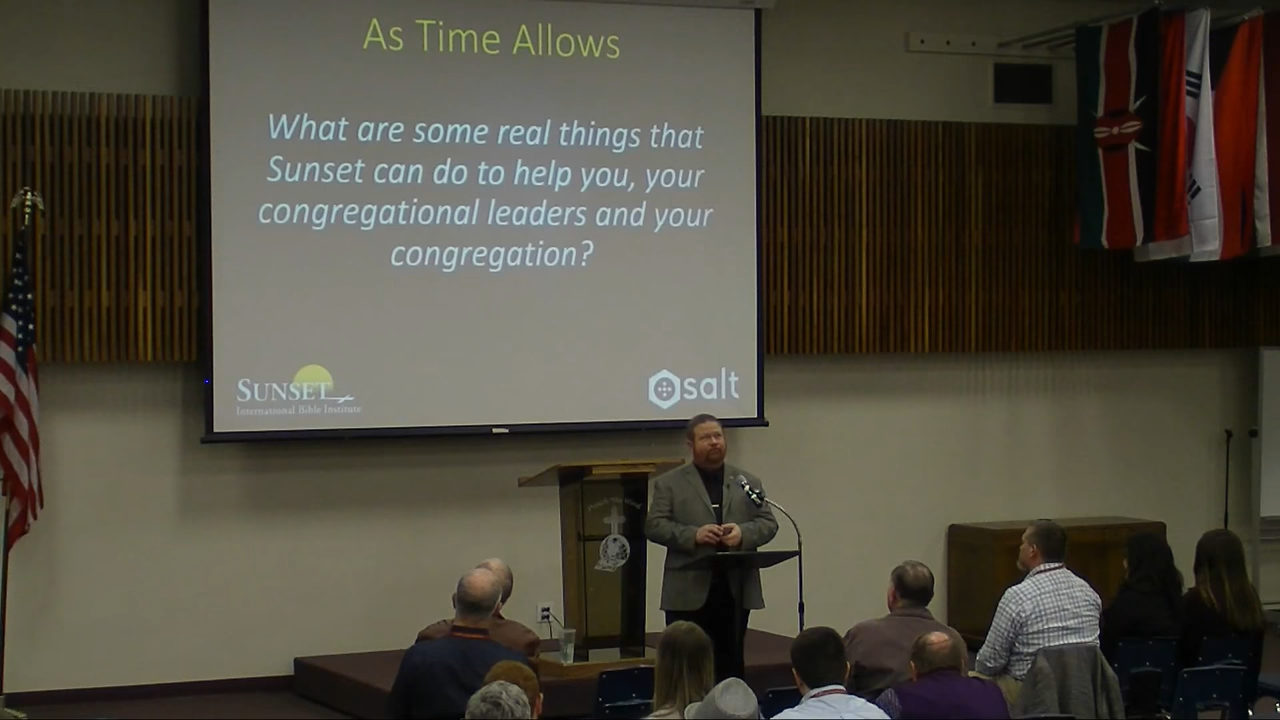 As Time Allows
What are some real things that
Sunset can do to help you, your
congregational leaders and your
congregation?
SUNSET
International Bible Institute
salt